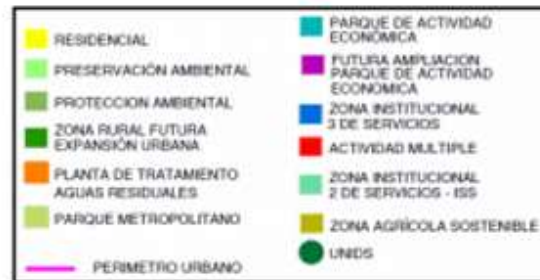 RESIDENCIAL
PRESERVACIÓN AMBIENTAL
PROTECCION AMBIENTAL
ZONA RURAL FUTURA
EXPANSIÓN URBANA
PLANTA DE TRATAMIENTO
AGUAS RESIDUALES
PARQUE METROPOLITANO
PERIMETRO URBANO
PARQUE DE ACTIVIDAD
ECONÓMICA
FUTURA AMPLIACION
PARQUE DE ACTIVIDAD
ECONOMICA
ZONA INSTITUCIONAL
3 DE SERVICIOS
ACTIVIDAD MULTIPLE
ZONA INSTITUCIONAL
2 DE SERVICIOS - ISS
ZONA AGRÍCOLA SOSTENIBLE
UNIDS